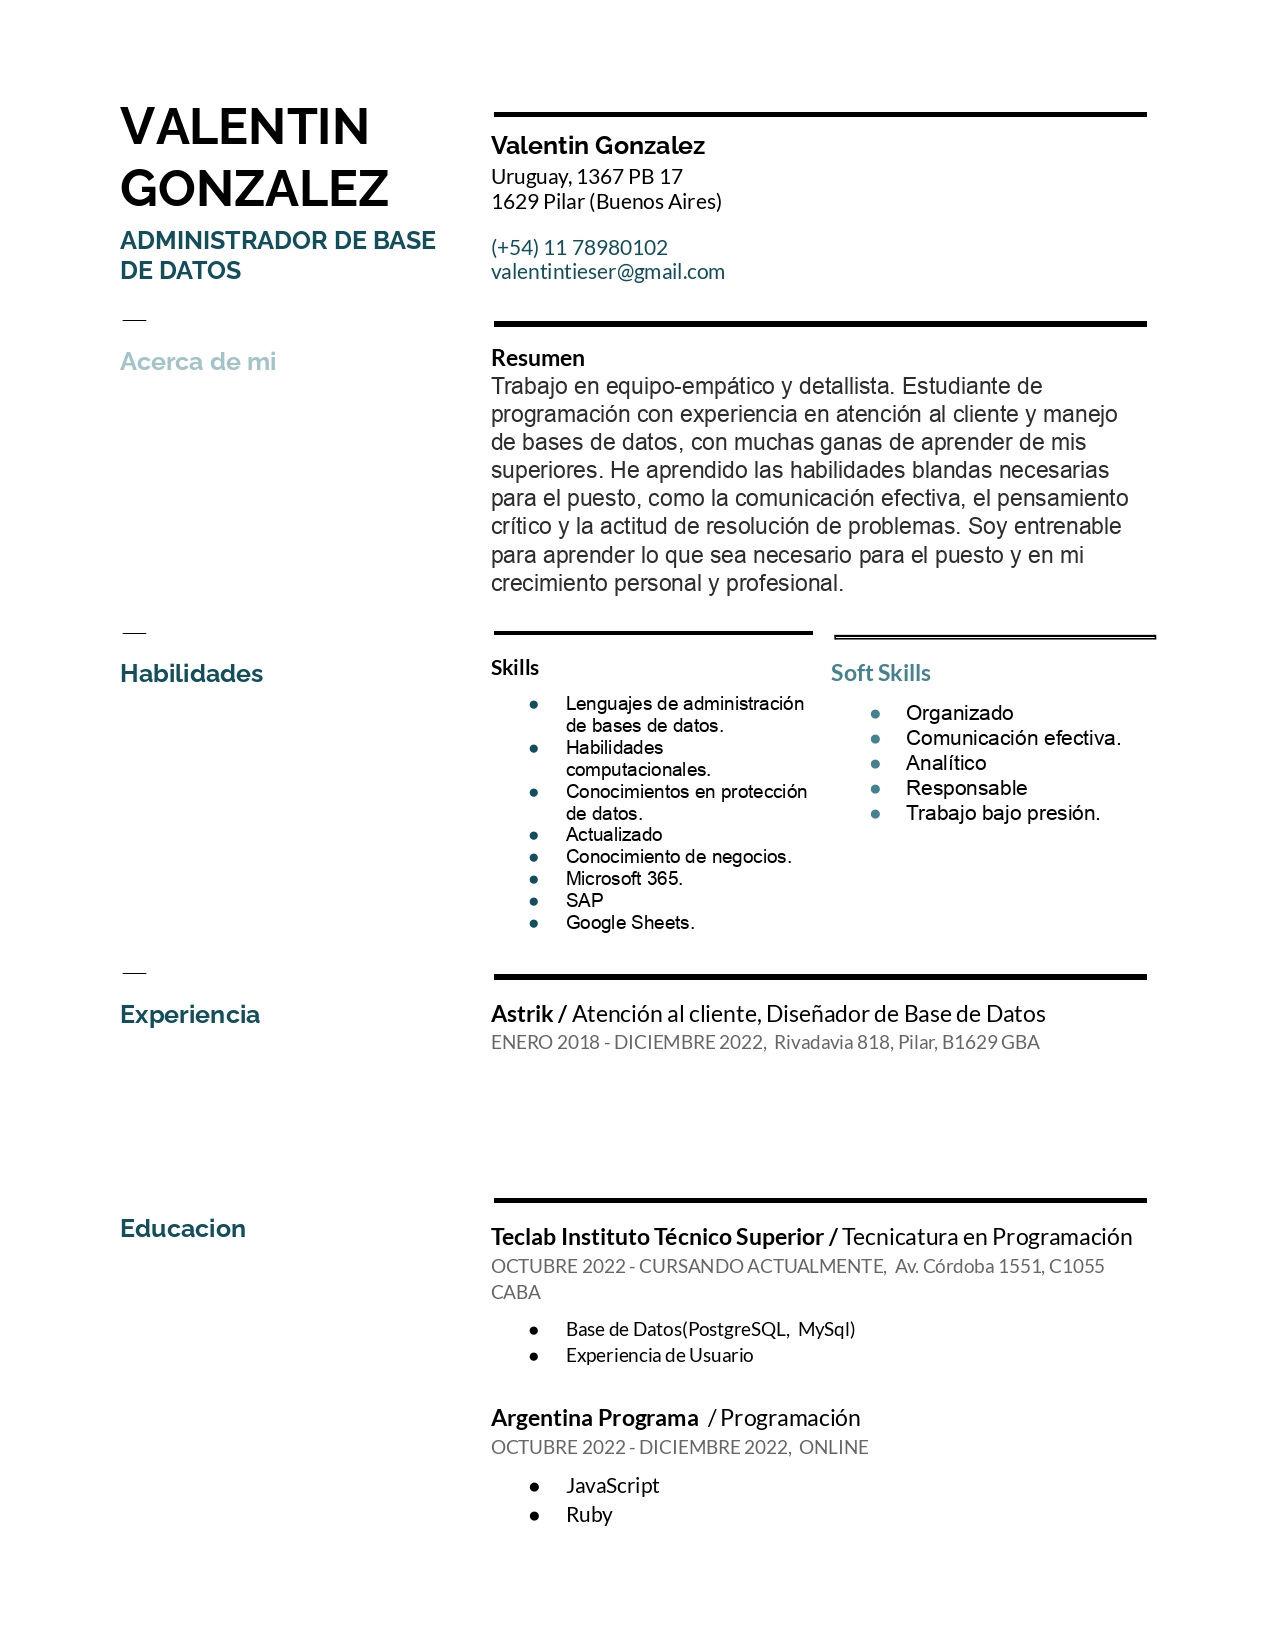 VALENTIN
GONZALEZ
ADMINISTRADOR DE BASE
DE DATOS
Valentin Gonzalez
Uruguay, 1367 PB 17
1629 Pilar (Buenos Aires)
(+54) 11 78980102
valentintieser@gmail.com
Acerca de mi
Resumen
Trabajo en equipo-empático y detallista. Estudiante de
programación con experiencia en atención al cliente y manejo
de bases de datos, con muchas ganas de aprender de mis
superiores. He aprendido las habilidades blandas necesarias
para el puesto, como la comunicación efectiva, el pensamiento
crítico y la actitud de resolución de problemas. Soy entrenable
para aprender lo que sea necesario para el puesto y en mi
crecimiento personal y profesional.
Habilidades
Skills
● Lenguajes de administración
de bases de datos.
● Habilidades
computacionales.
● Conocimientos en protección
de datos.
● Actualizado
● Conocimiento de negocios.
● Microsoft 365.
● SAP
● Google Sheets.
Soft Skills
● Organizado
● Comunicación efectiva.
● Analítico
● Responsable
● Trabajo bajo presión.
Experiencia
Astrik / Atención al cliente, Diseñador de Base de Datos
ENERO 2018 - DICIEMBRE 2022, Rivadavia 818, Pilar, B1629 GBA
Educacion
Teclab Instituto Técnico Superior / Tecnicatura en Programación
OCTUBRE 2022 - CURSANDO ACTUALMENTE, Av. Córdoba 1551, C1055
CABA
● Base de Datos(PostgreSQL, MySql)
● Experiencia de Usuario
Argentina Programa / Programación
OCTUBRE 2022 - DICIEMBRE 2022, ONLINE
● JavaScript
● Ruby